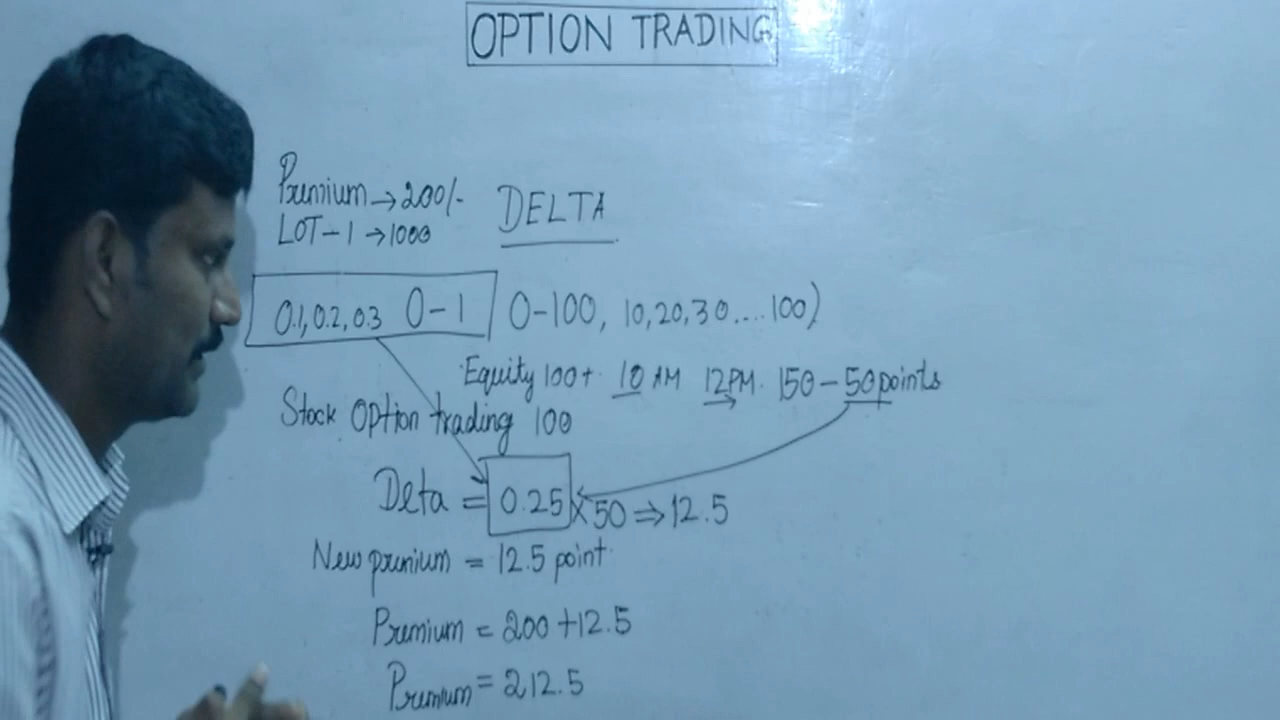 OPTION TRADING
Premium → 200/-
LOT-1 → 1000
DELTA
0.1, 0.2, 0.3 0-1 0-100, 10, 20, 30....100)
Equity 100+ 10 AM 12PM. 150 - 50 points
Stock Option trading 100
Delta = 0.25 x 50 ⇒ 12.5
New premium = 12.5 point
Premium = 200 + 12.5
Premium = 212.5